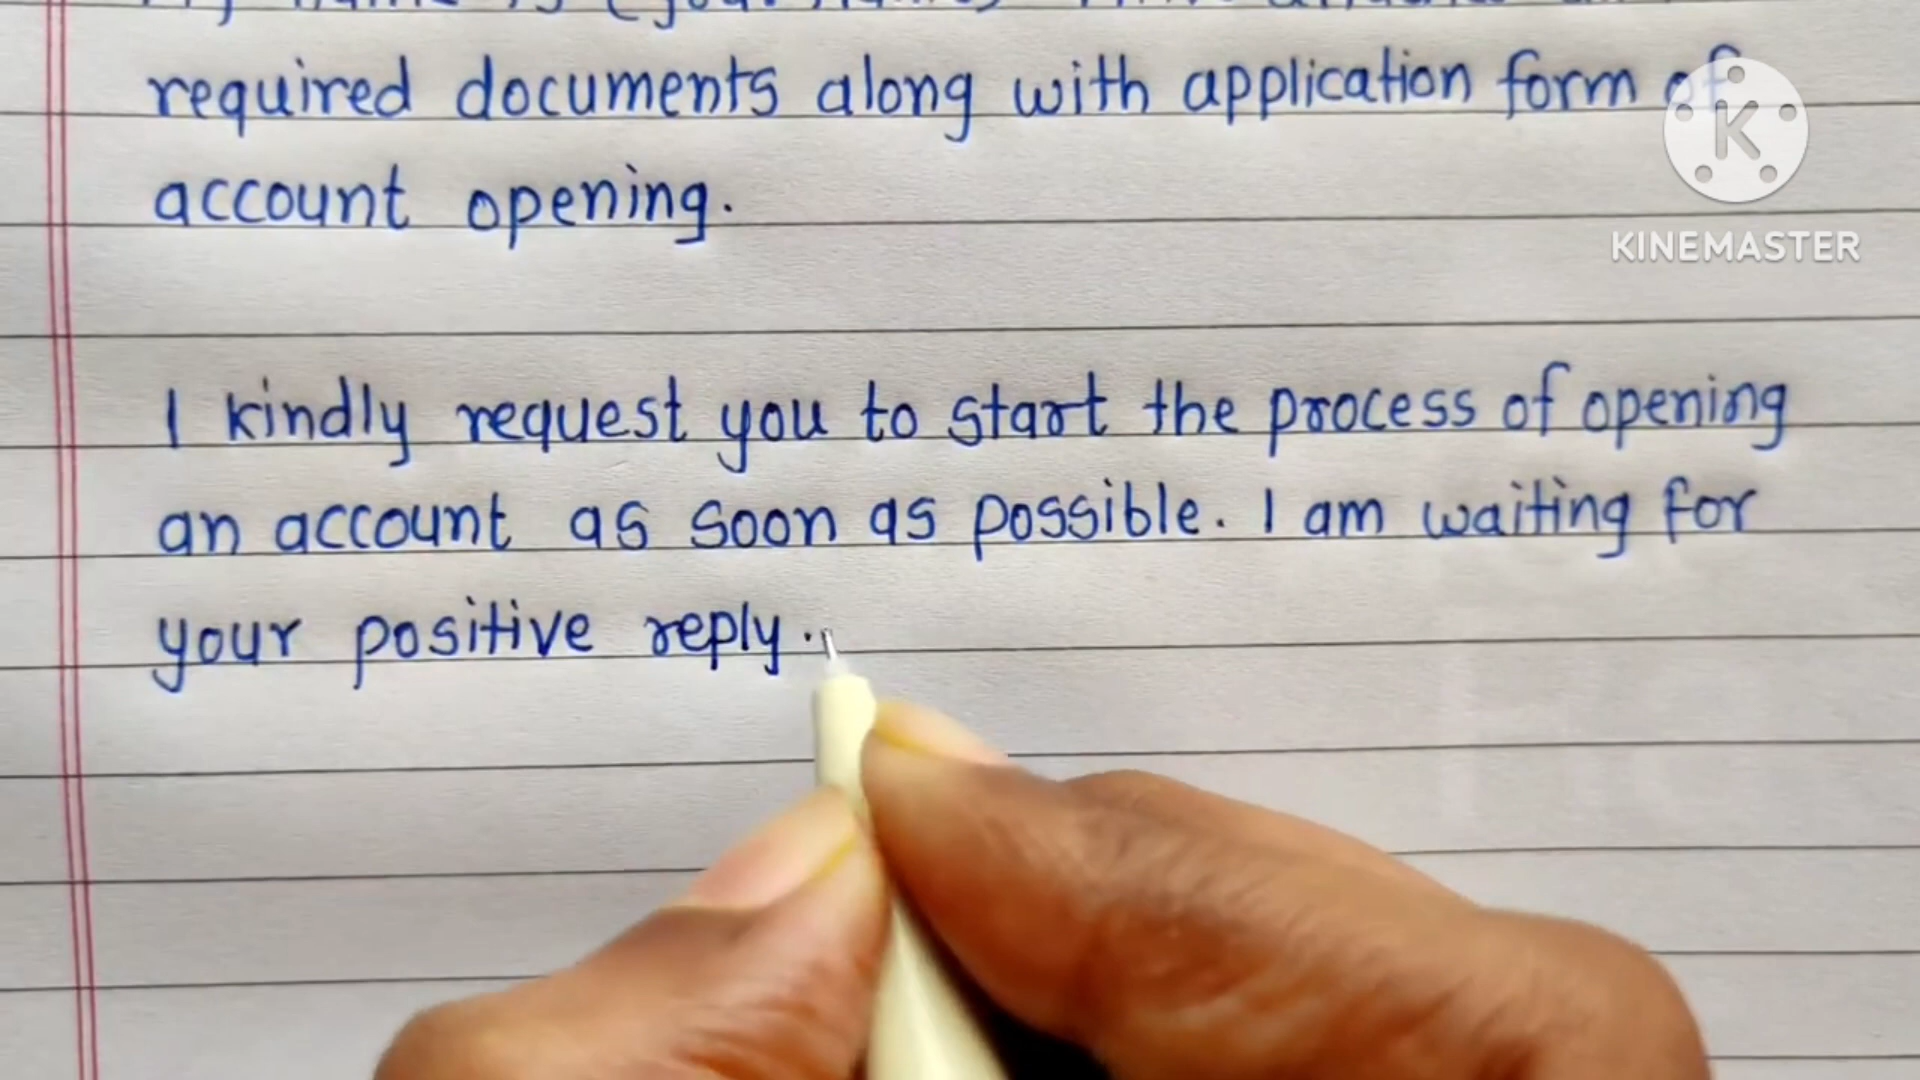 required documents along with application form of
account opening.
I kindly request you to start the process of opening
an account as soon as possible. I am waiting for
your positive reply.
K
KINEMASTER